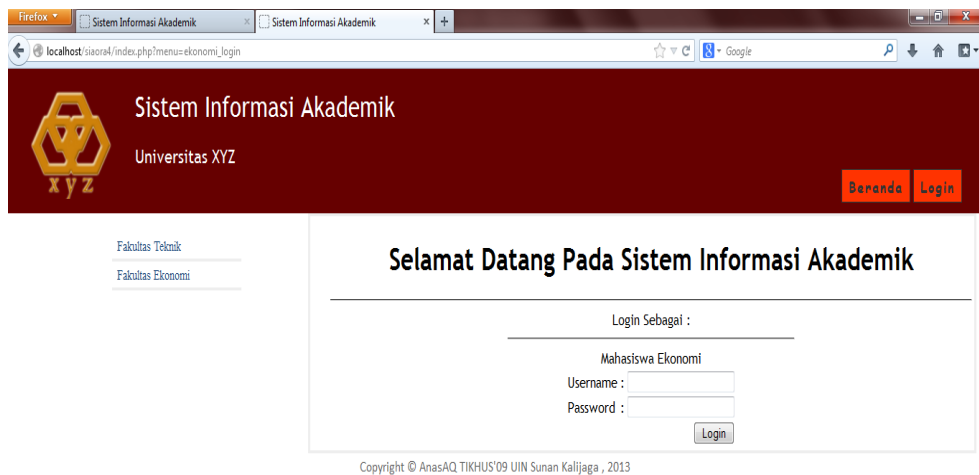 Firefox
Sistem Informasi Akademik
Sistem Informasi Akademik
localhost/siaora4/index.php?menu=ekonomi_login
Google
Sistem Informasi Akademik
Universitas XYZ
x y z
Beranda
Login
Fakultas Teknik
Fakultas Ekonomi
Selamat Datang Pada Sistem Informasi Akademik
Login Sebagai :
Mahasiswa Ekonomi
Username :
Password :
Login
Copyright © AnasAQ TIKHUS'09 UIN Sunan Kalijaga , 2013